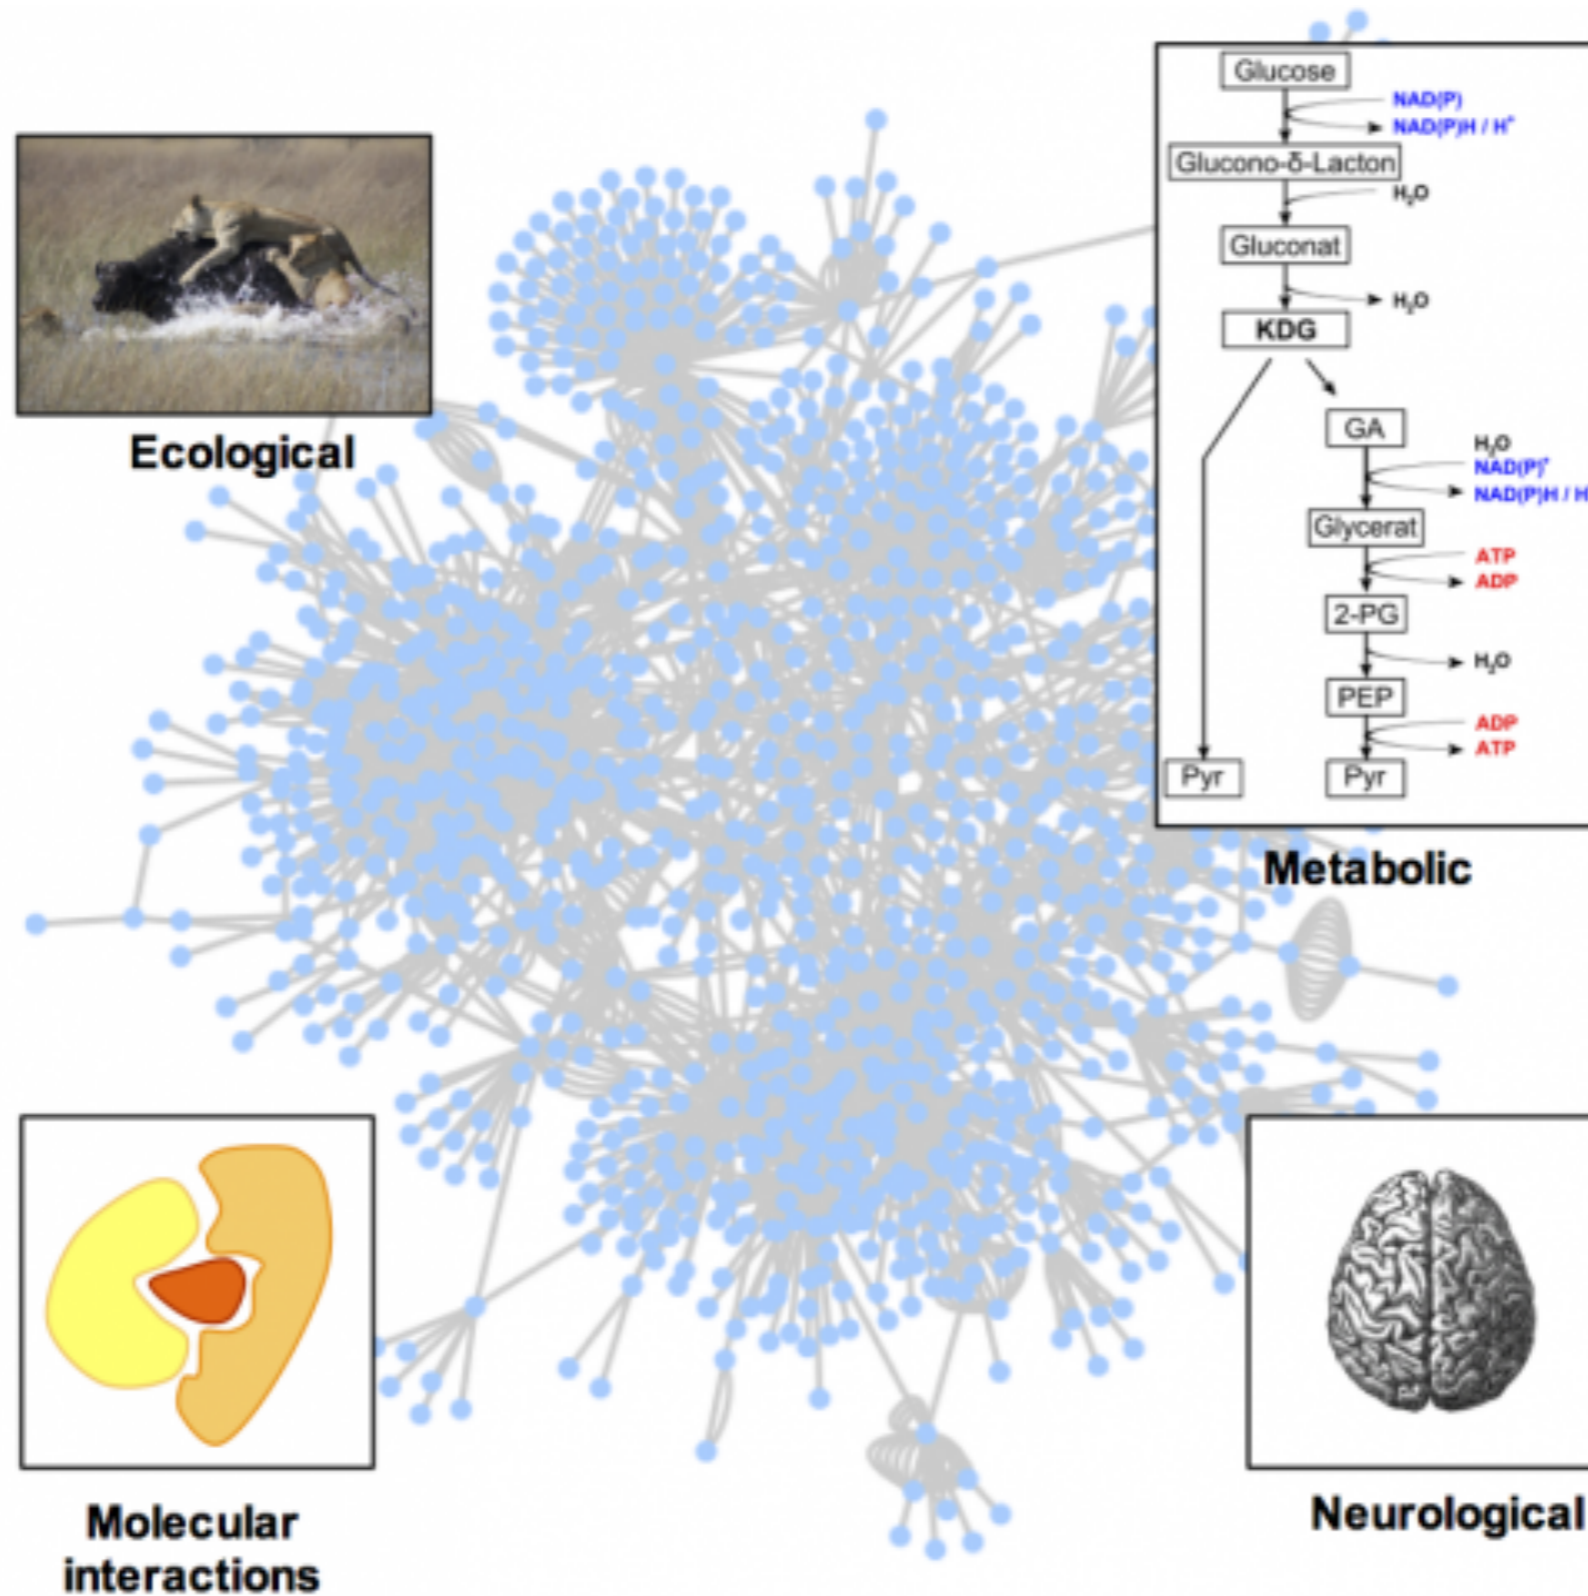 Glucose
NAD(P)
NAD(P)H / H⁺
Glucono-δ-Lacton
H₂O
Gluconat
H₂O
KDG
GA
H₂O
NAD(P)⁺
NAD(P)H / H
Glycerat
ATP
ADP
2-PG
H₂O
PEP
ADP
ATP
Pyr
Pyr
Ecological
Metabolic
Molecular
interactions
Neurological